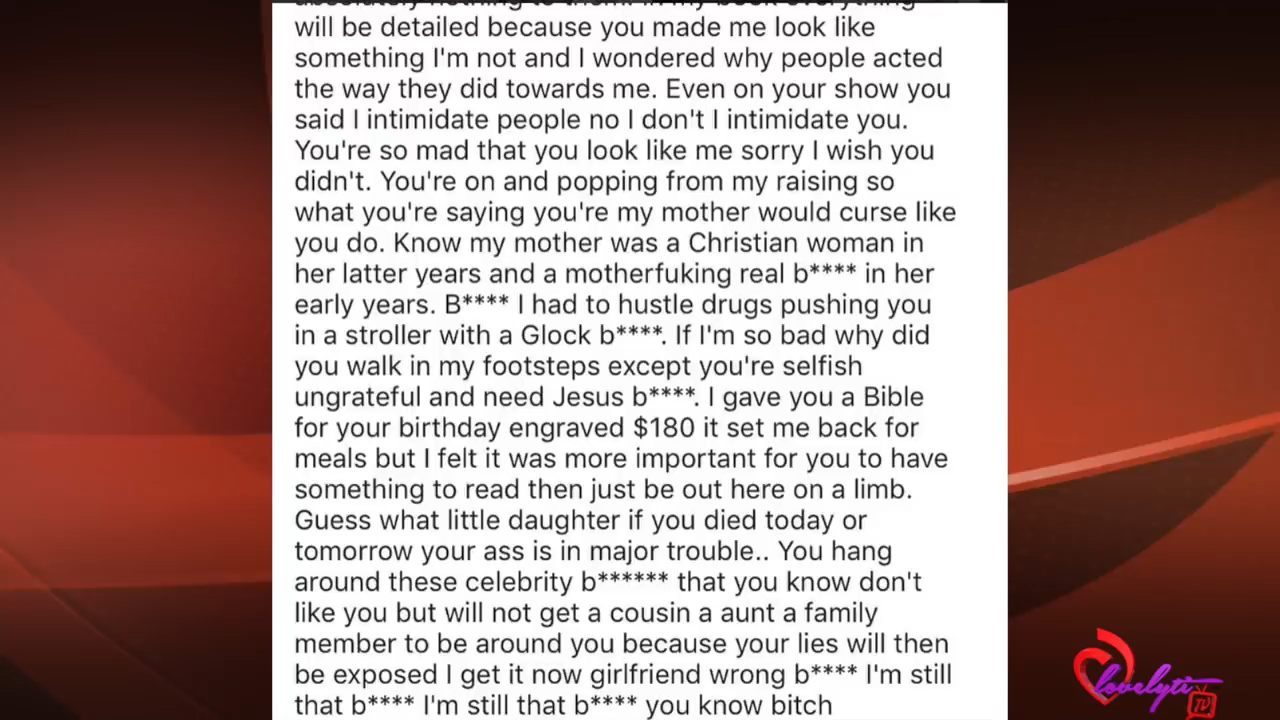 absolutely nothing to them. In my book everything
will be detailed because you made me look like
something I'm not and I wondered why people acted
the way they did towards me. Even on your show you
said I intimidate people no I don't I intimidate you.
You're so mad that you look like me sorry I wish you
didn't. You're on and popping from my raising so
what you're saying you're my mother would curse like
you do. Know my mother was a Christian woman in
her latter years and a motherfuking real b**** in her
early years. B**** I had to hustle drugs pushing you
in a stroller with a Glock b****. If I'm so bad why did
you walk in my footsteps except you're selfish
ungrateful and need Jesus b****. I gave you a Bible
for your birthday engraved $180 it set me back for
meals but I felt it was more important for you to have
something to read then just be out here on a limb.
Guess what little daughter if you died today or
tomorrow your ass is in major trouble.. You hang
around these celebrity b****** that you know don't
like you but will not get a cousin a aunt a family
member to be around you because your lies will then
be exposed I get it now girlfriend wrong b**** I'm still
that b**** I'm still that b**** you know bitch
lovelyti
TV